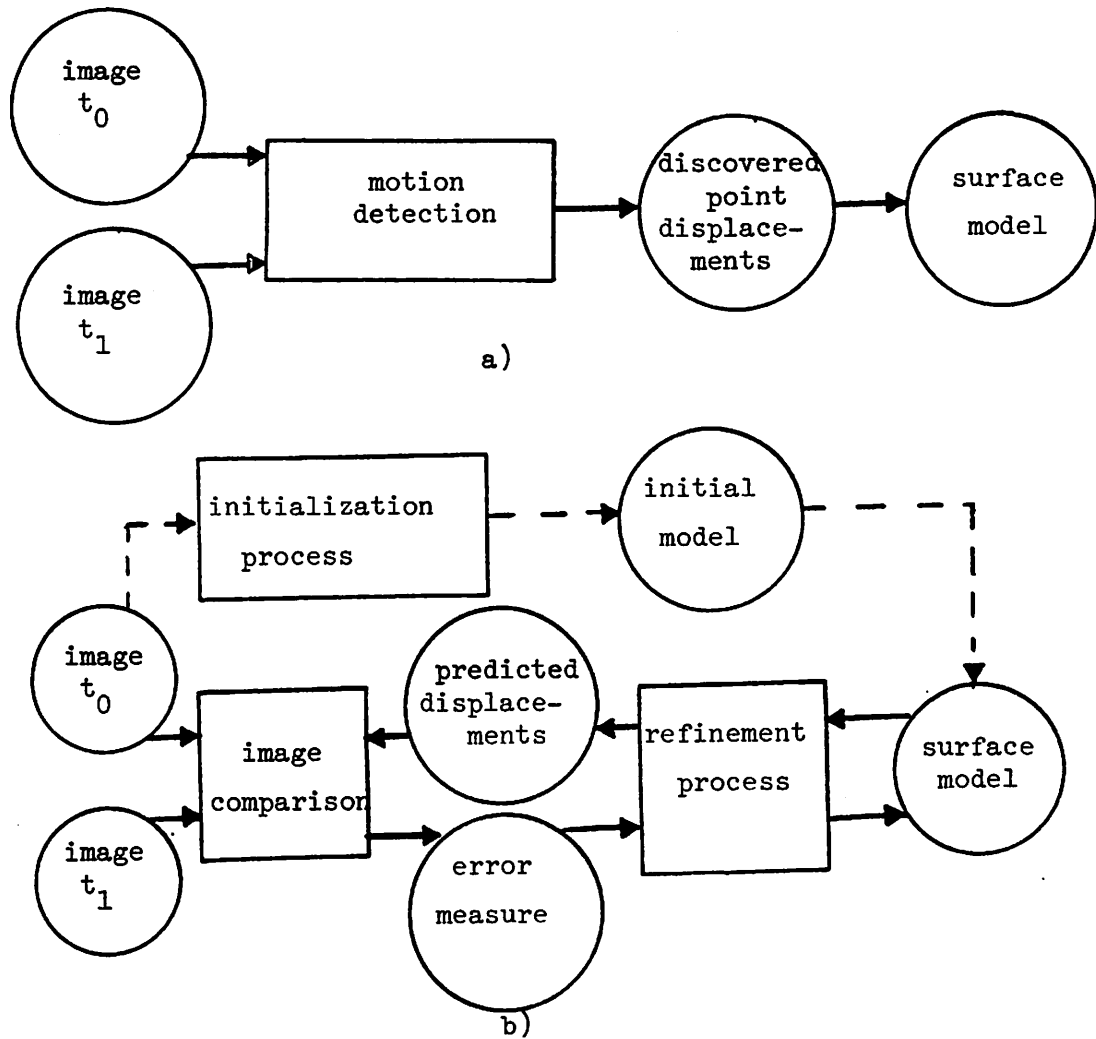 image
t0
motion
detection
discovered
point
displace-
ments
surface
model
image
t1
a)
initialization
process
initial
model
image
t0
predicted
displace-
ments
refinement
process
surface
model
image
comparison
image
t1
error
measure
b)